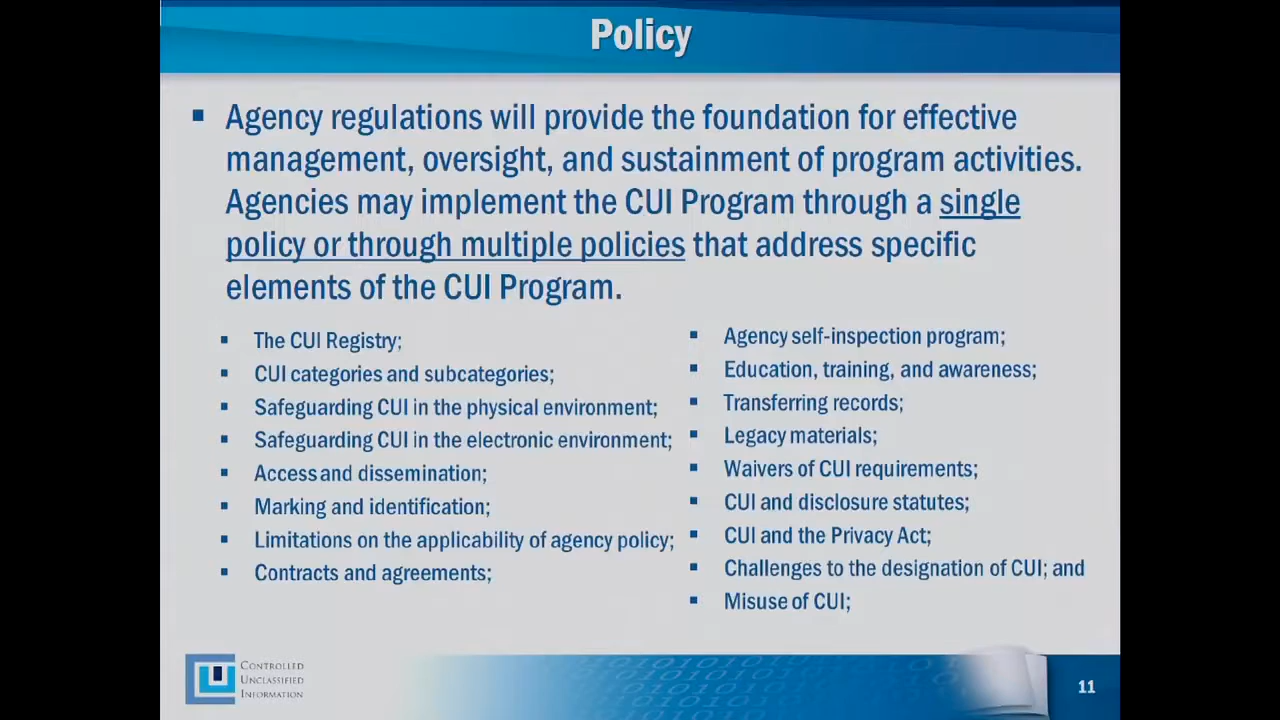 Policy
▪ Agency regulations will provide the foundation for effective
management, oversight, and sustainment of program activities.
Agencies may implement the CUI Program through a single
policy or through multiple policies that address specific
elements of the CUI Program.
▪ The CUI Registry;
▪ CUI categories and subcategories;
▪ Safeguarding CUI in the physical environment;
▪ Safeguarding CUI in the electronic environment;
▪ Access and dissemination;
▪ Marking and identification;
▪ Limitations on the applicability of agency policy;
▪ Contracts and agreements;
▪ Agency self-inspection program;
▪ Education, training, and awareness;
▪ Transferring records;
▪ Legacy materials;
▪ Waivers of CUI requirements;
▪ CUI and disclosure statutes;
▪ CUI and the Privacy Act;
▪ Challenges to the designation of CUI; and
▪ Misuse of CUI;
Controlled
Unclassified
Information
11